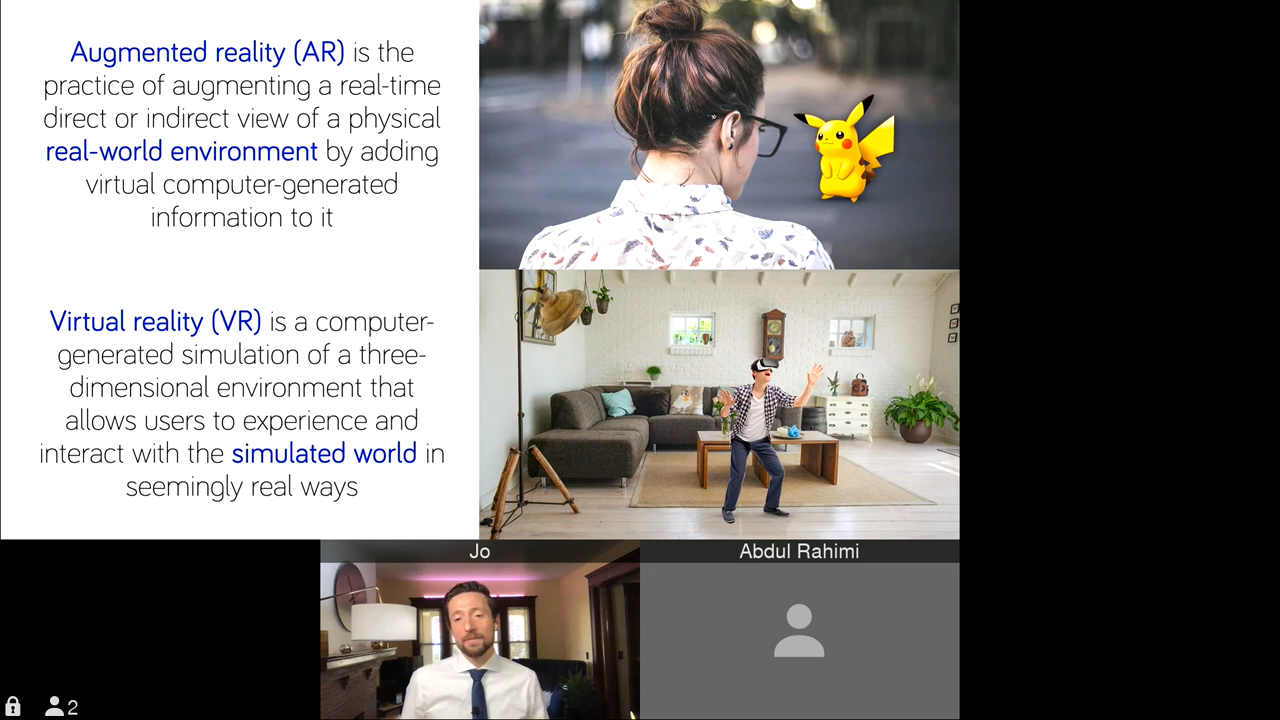 Augmented reality (AR) is the
practice of augmenting a real-time
direct or indirect view of a physical
real-world environment by adding
virtual computer-generated
information to it
Virtual reality (VR) is a computer-
generated simulation of a three-
dimensional environment that
allows users to experience and
interact with the simulated world in
seemingly real ways
Jo
Abdul Rahimi
2